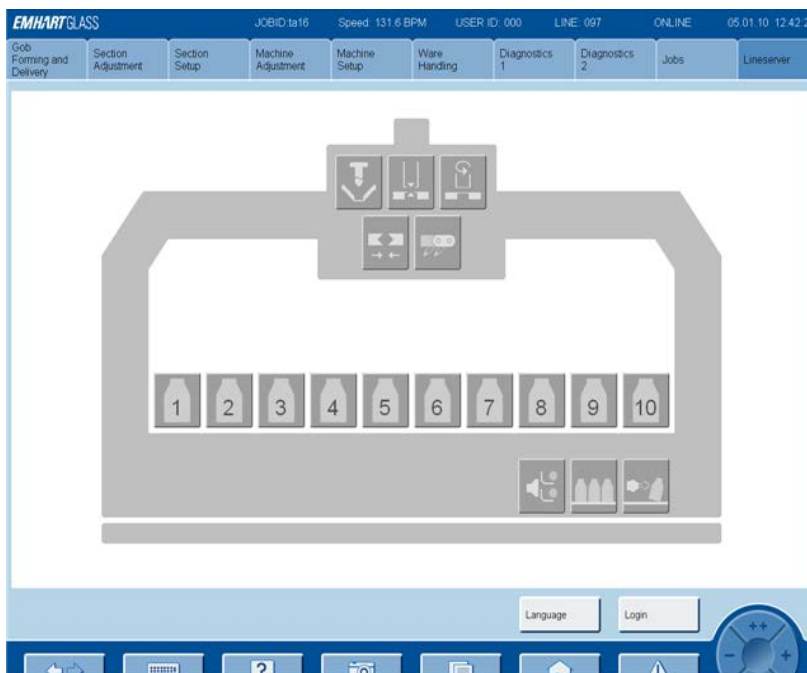 EMHART GLASS JOBID:ta16 Speed: 131.6 BPM USER ID: 000 LINE: 097 ONLINE 05.01.10 12:42:2
Gob
Forming and
Delivery
Section
Adjustment
Section
Setup
Machine
Adjustment
Machine
Setup
Ware
Handling
Diagnostics
1
Diagnostics
2
Jobs
Lineserver
1 2 3 4 5 6 7 8 9 10
Language Login
?
++
- +